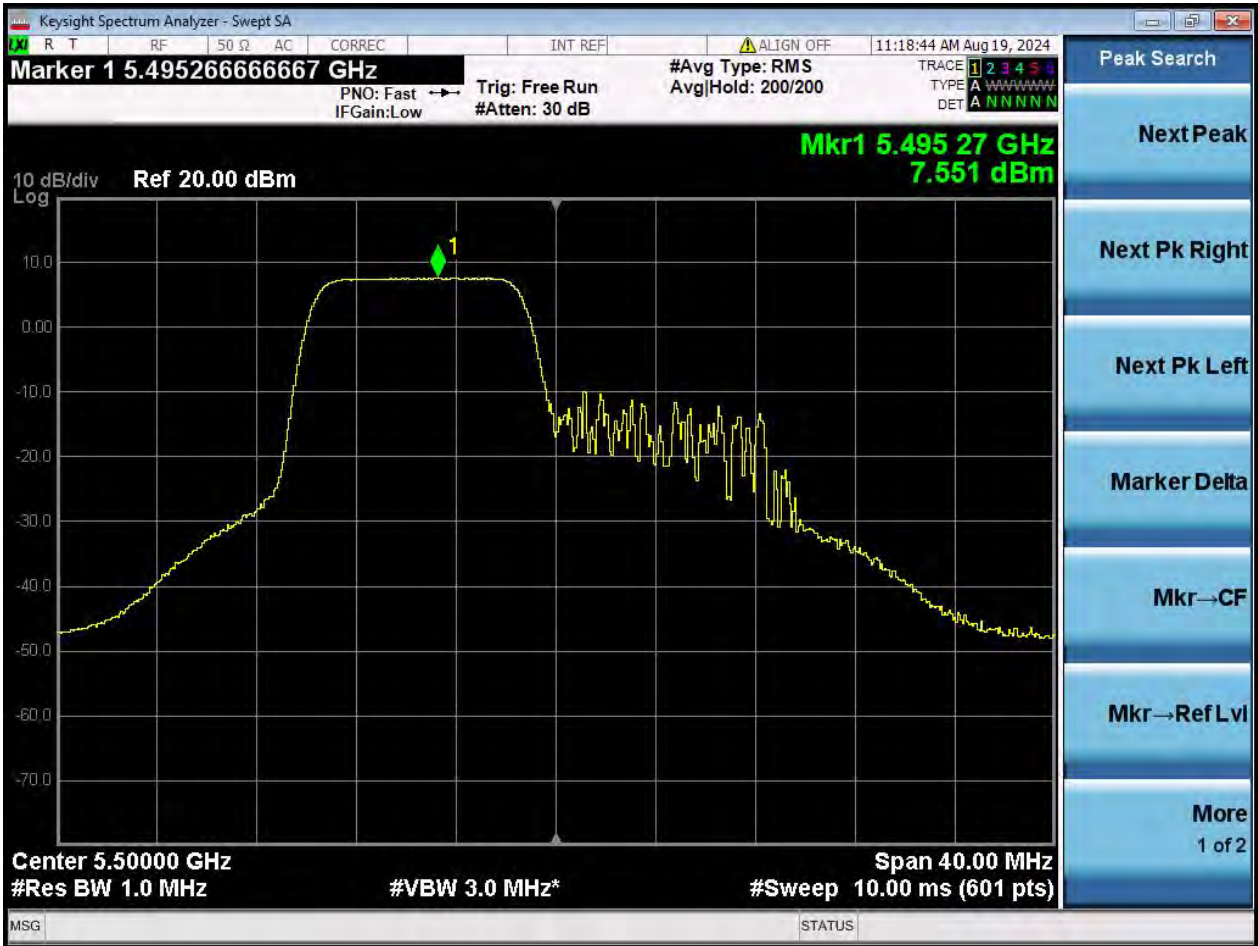 Keysight Spectrum Analyzer - Swept SA
LXI R T RF 50 Ω AC CORREC INT REF ALIGN OFF 11:18:44 AM Aug 19, 2024
Marker 1 5.495266666667 GHz
PNO: Fast
IFGain:Low
Trig: Free Run
#Atten: 30 dB
#Avg Type: RMS
Avg|Hold: 200/200
TRACE 1 2 3 4 5 6
TYPE A WWWWW
DET A N N N N N
Mkr1 5.495 27 GHz
7.551 dBm
10 dB/div Ref 20.00 dBm
Log
1
10.0
0.00
-10.0
-20.0
-30.0
-40.0
-50.0
-60.0
-70.0
Center 5.50000 GHz Span 40.00 MHz
#Res BW 1.0 MHz #VBW 3.0 MHz* #Sweep 10.00 ms (601 pts)
MSG STATUS
Peak Search
Next Peak
Next Pk Right
Next Pk Left
Marker Delta
Mkr→CF
Mkr→Ref Lvl
More
1 of 2